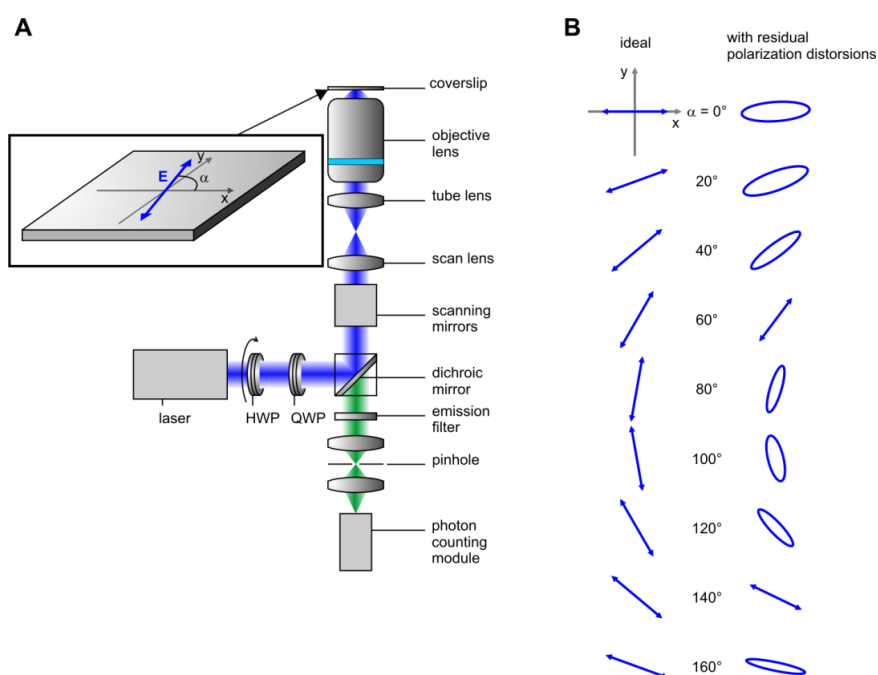 A
coverslip
objective
lens
y
E
α
x
tube lens
scan lens
scanning
mirrors
dichroic
mirror
laser
HWP
QWP
emission
filter
pinhole
photon
counting
module
B
ideal
with residual
polarization distorsions
y
x
α = 0°
20°
40°
60°
80°
100°
120°
140°
160°